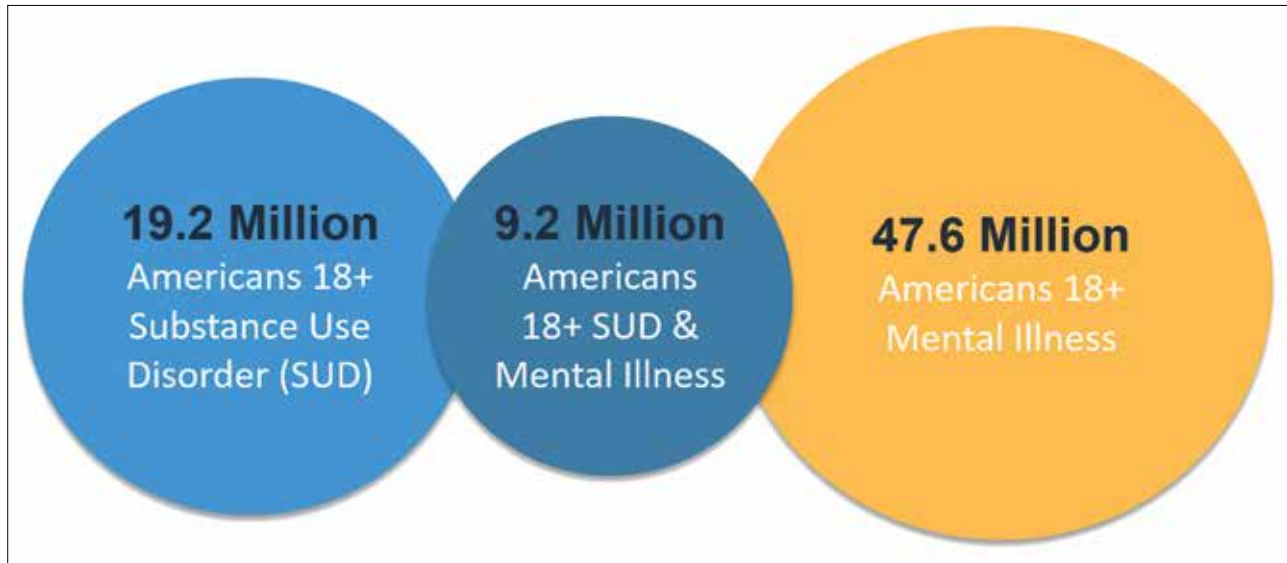 19.2 Million
Americans 18+
Substance Use
Disorder (SUD)
9.2 Million
Americans
18+ SUD &
Mental Illness
47.6 Million
Americans 18+
Mental Illness